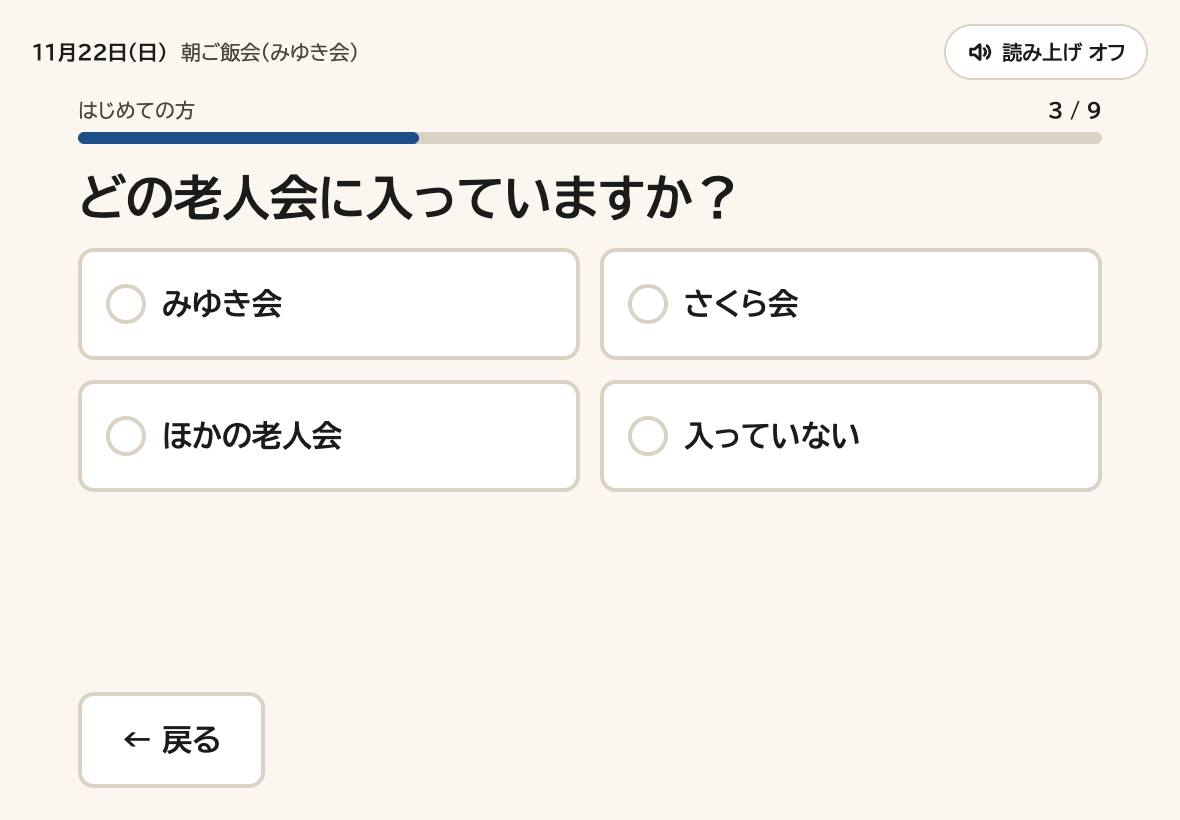 11月22日(日) 朝ご飯会(みゆき会)
読み上げ オフ
はじめての方
3 / 9
どの老人会に入っていますか？
みゆき会
さくら会
ほかの老人会
入っていない
← 戻る